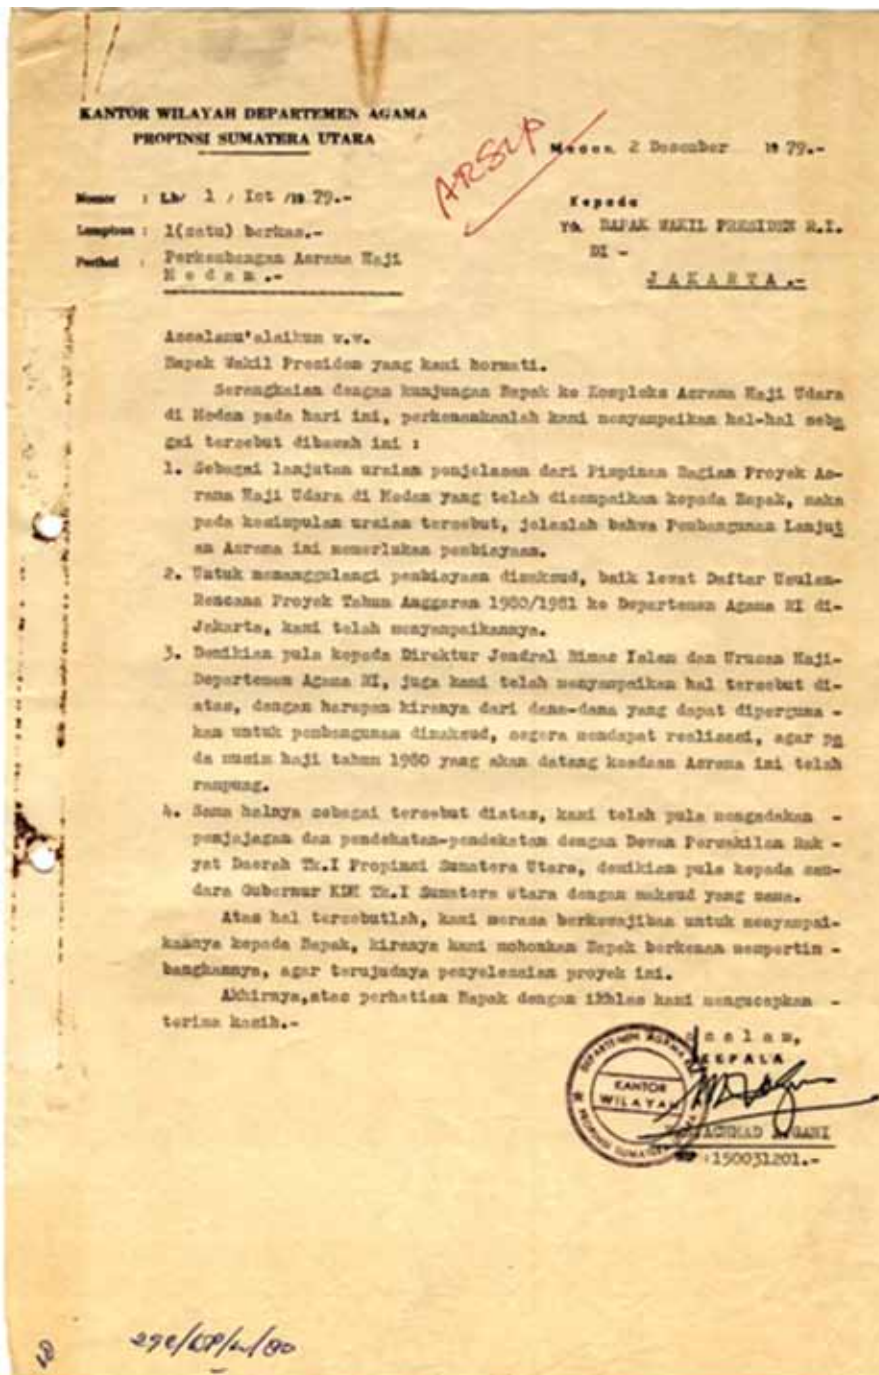 KANTOR WILAYAH DEPARTEMEN AGAMA
PROPINSI SUMATERA UTARA
ARSIP
Medan, 2 Desember 1979.-
Nomor : Lb/ 1 / Ist /1979.-
Lampiran : 1(satu) berkas.-
Perihal : Perkembangan Asrama Haji
M e d a n .-
Kepada
Yth. BAPAK WAKIL PRESIDEN R.I.
DI -
J A K A R T A .-
Assalamu'alaikum w.w.
Bapak Wakil Presiden yang kami hormati.
Serangkaian dengan kunjungan Bapak ke Kompleks Asrama Haji Udara
di Medan pada hari ini, perkenankanlah kami menyampaikan hal-hal seba
gai tersebut dibawah ini :
1. Sebagai lanjutan uraian penjelasan dari Pimpinan Bagian Proyek As-
rama Haji Udara di Medan yang telah disampaikan kepada Bapak, maka
pada kesimpulan uraian tersebut, jelaslah bahwa Pembangunan Lanjut
an Asrama ini memerlukan pembiayaan.
2. Untuk menanggulangi pembiayaan dimaksud, baik lewat Daftar Usulan-
Rencana Proyek Tahun Anggaran 1980/1981 ke Departemen Agama RI di-
Jakarta, kami telah menyampaikannya.
3. Demikian pula kepada Direktur Jendral Bimas Islam dan Urusan Haji-
Departemen Agama RI, juga kami telah menyampaikan hal tersebut di-
atas, dengan harapan kiranya dari dana-dana yang dapat diperguna -
kan untuk pembangunan dimaksud, segera mendapat realisasi, agar pa
da musim haji tahun 1980 yang akan datang keadaan Asrama ini telah
rampung.
4. Sama halnya sebagai tersebut diatas, kami telah pula mengadakan -
penjajagan dan pendekatan-pendekatan dengan Dewan Perwakilan Rak -
yat Daerah Tk.I Propinsi Sumatera Utara, demikian pula kepada sau-
dara Gubernur KDH Tk.I Sumatera utara dengan maksud yang sama.
Atas hal tersebutlah, kami merasa berkewajiban untuk menyampai-
kannya kepada Bapak, kiranya kami mohonkan Bapak berkenan mempertim -
bangkannya, agar terujudnya penyelesaian proyek ini.
Akhirnya,atas perhatian Bapak dengan ikhlas kami mengucapkan -
terima kasih.-
W a s s a l a m,
KEPALA
DEPARTEMEN AGAMA
KANTOR
WILAYAH
PROPINSI SUMATERA UTARA
A.GANI
:150031201.-